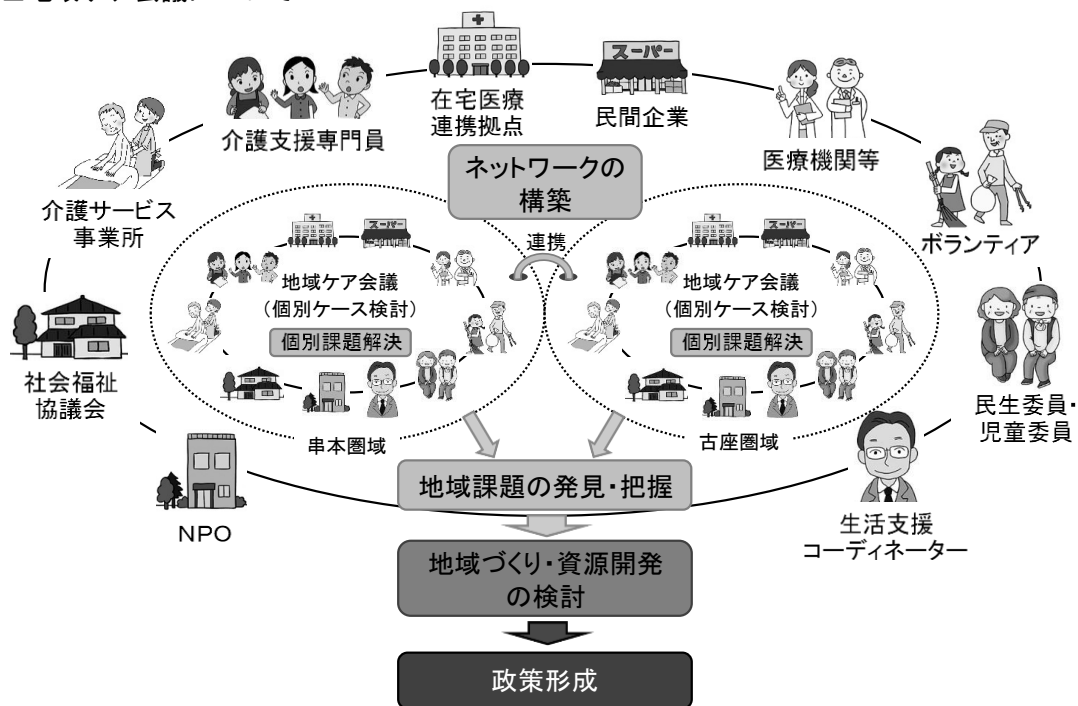 在宅医療
連携拠点
スーパー
民間企業
介護支援専門員
医療機関等
介護サービス
事業所
ボランティア
ネットワークの
構築
連携
スーパー
地域ケア会議
(個別ケース検討)
個別課題解決
串本圏域
スーパー
地域ケア会議
(個別ケース検討)
個別課題解決
古座圏域
社会福祉
協議会
民生委員・
児童委員
NPO
生活支援
コーディネーター
地域課題の発見・把握
地域づくり・資源開発
の検討
政策形成